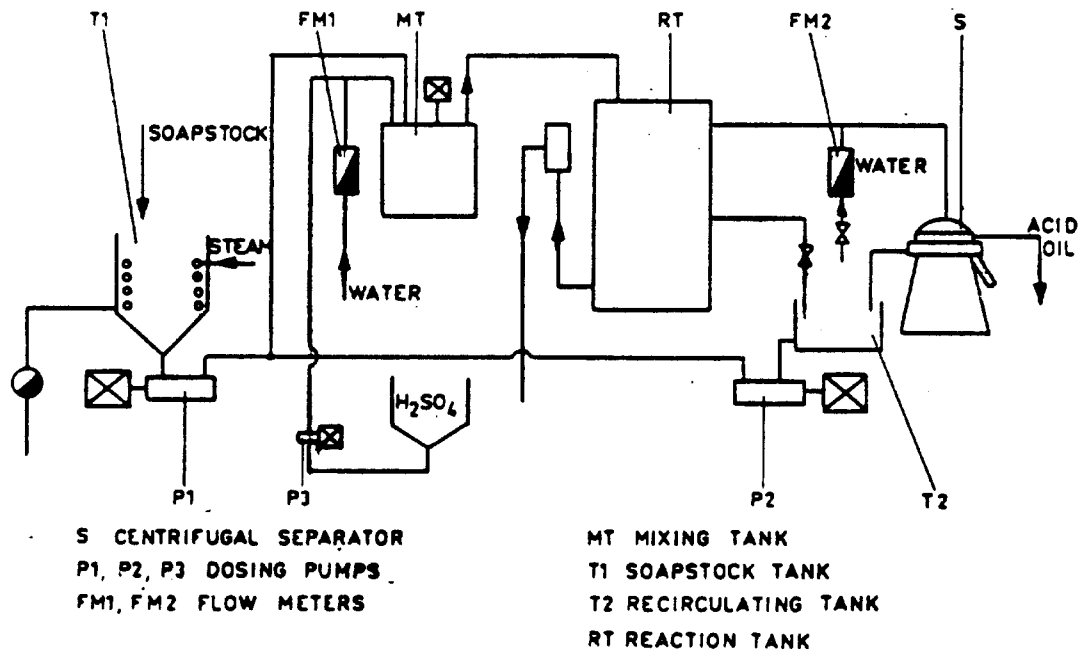 T1 FM1 MT RT FM2 S
SOAPSTOCK
STEAM
WATER
WATER
ACID
OIL
H2SO4
P1 P3 P2 T2
S CENTRIFUGAL SEPARATOR
P1, P2, P3 DOSING PUMPS
FM1, FM2 FLOW METERS
MT MIXING TANK
T1 SOAPSTOCK TANK
T2 RECIRCULATING TANK
RT REACTION TANK